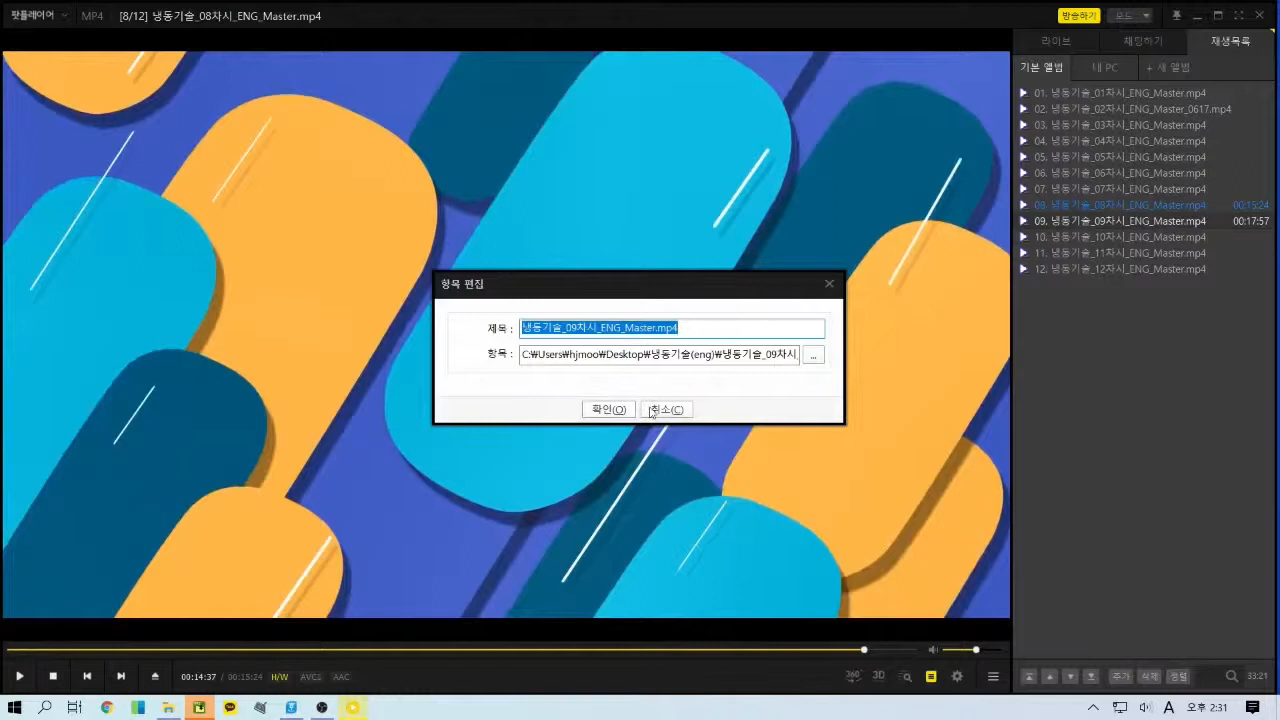 팟플레이어 MP4 [8/12] 냉동기술_08차시_ENG_Master.mp4 방송하기 모드
라이브 채팅하기 재생목록
기본 앨범 내 PC + 새 앨범
01. 냉동기술_01차시_ENG_Master.mp4
02. 냉동기술_02차시_ENG_Master_0617.mp4
03. 냉동기술_03차시_ENG_Master.mp4
04. 냉동기술_04차시_ENG_Master.mp4
05. 냉동기술_05차시_ENG_Master.mp4
06. 냉동기술_06차시_ENG_Master.mp4
07. 냉동기술_07차시_ENG_Master.mp4
08. 냉동기술_08차시_ENG_Master.mp4 00:15:24
09. 냉동기술_09차시_ENG_Master.mp4 00:17:57
10. 냉동기술_10차시_ENG_Master.mp4
11. 냉동기술_11차시_ENG_Master.mp4
12. 냉동기술_12차시_ENG_Master.mp4
항목 편집
제목 : 냉동기술_09차시_ENG_Master.mp4
항목 : C:₩Users₩hjmoo₩Desktop₩냉동기술(eng)₩냉동기술_09차시 ...
확인(O) 취소(C)
00:14:37 / 00:15:24 H/W AVC1 AAC 360° 3D 추가 삭제 정렬 33:21
A 오후 2:31